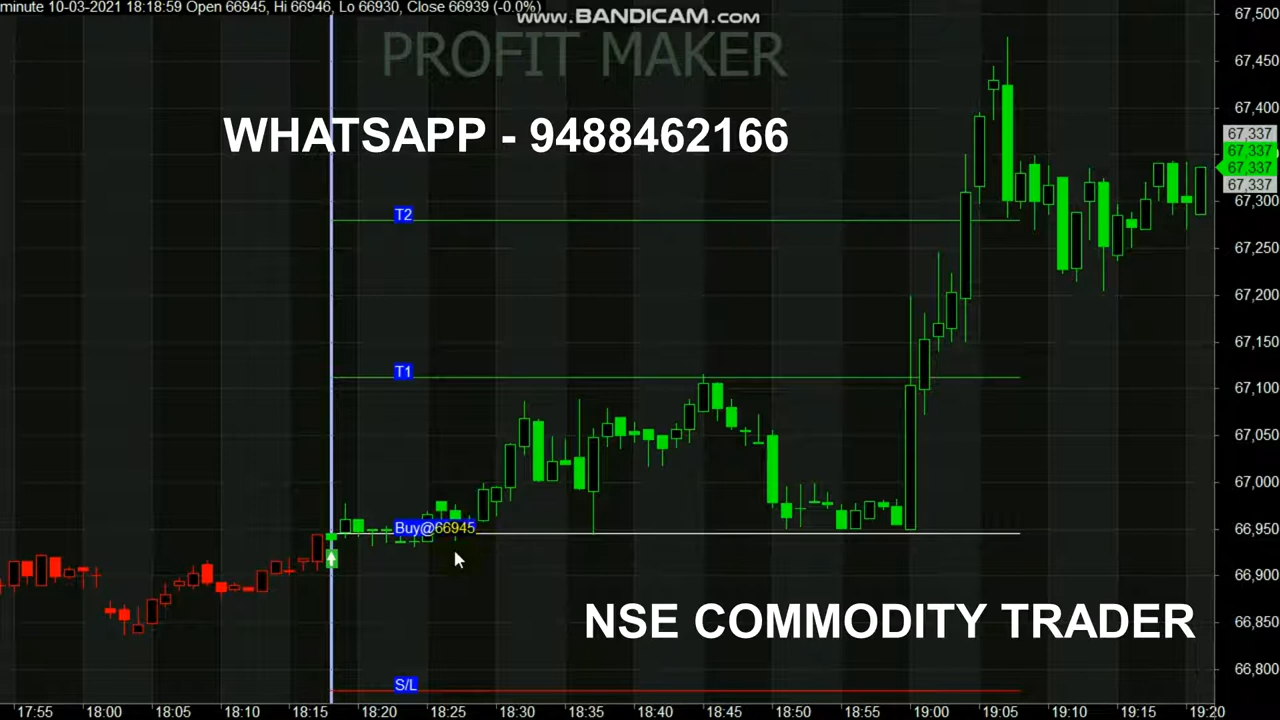 minute 10-03-2021 18:18:59 Open 66945, Hi 66946, Lo 66930, Close 66939 (-0.0%)
www.BANDICAM.com
PROFIT MAKER
WHATSAPP - 9488462166
67,500
67,450
67,400
67,337
67,337
67,337
67,337
67,300
T2
67,250
67,200
67,150
T1
67,100
67,050
67,000
Buy@66945
66,950
66,900
NSE COMMODITY TRADER
66,850
66,800
S/L
17:55 18:00 18:05 18:10 18:15 18:20 18:25 18:30 18:35 18:40 18:45 18:50 18:55 19:00 19:05 19:10 19:15 19:20